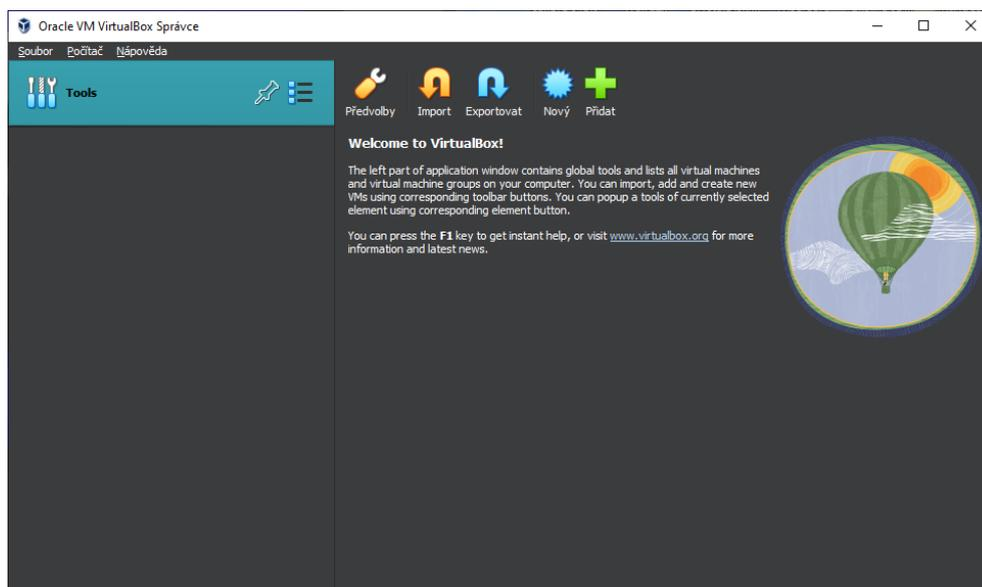 Oracle VM VirtualBox Správce
Soubor Počítač Nápověda
Tools
Předvolby Import Exportovat Nový Přidat
Welcome to VirtualBox!
The left part of application window contains global tools and lists all virtual machines
and virtual machine groups on your computer. You can import, add and create new
VMs using corresponding toolbar buttons. You can popup a tools of currently selected
element using corresponding element button.
You can press the F1 key to get instant help, or visit www.virtualbox.org for more
information and latest news.